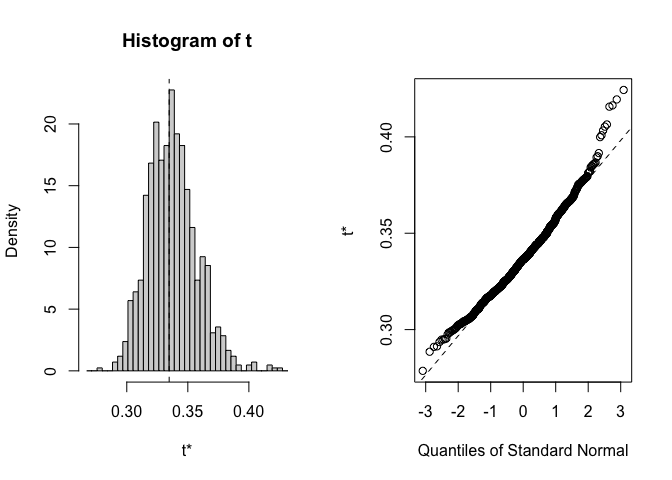 Histogram of t
Density
0 5 10 15 20
0.30 0.35 0.40
t*
t*
0.30 0.35 0.40
-3 -2 -1 0 1 2 3
Quantiles of Standard Normal